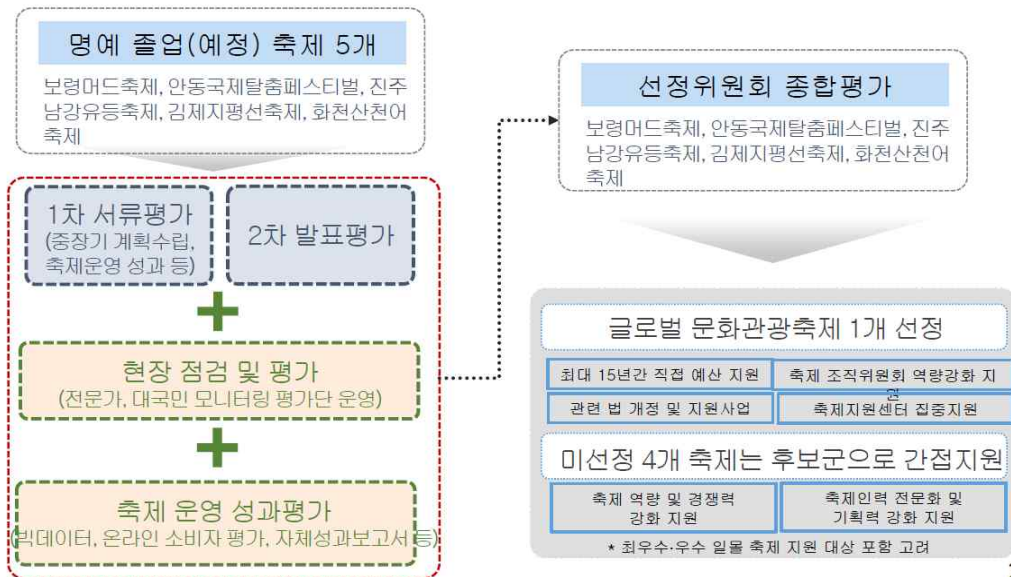 명예 졸업(예정) 축제 5개
보령머드축제, 안동국제탈춤페스티벌, 진주
남강유등축제, 김제지평선축제, 화천산천어
축제
1차 서류평가
(중장기 계획수립,
축제운영 성과 등)
2차 발표평가
현장 점검 및 평가
(전문가, 대국민 모니터링 평가단 운영)
축제 운영 성과평가
(빅데이터, 온라인 소비자 평가, 자체성과보고서 등)
선정위원회 종합평가
보령머드축제, 안동국제탈춤페스티벌, 진주
남강유등축제, 김제지평선축제, 화천산천어
축제
글로벌 문화관광축제 1개 선정
최대 15년간 직접 예산 지원
축제 조직위원회 역량강화 지
원
관련 법 개정 및 지원사업
축제지원센터 집중지원
미선정 4개 축제는 후보군으로 간접지원
축제 역량 및 경쟁력
강화 지원
축제인력 전문화 및
기획력 강화 지원
* 최우수·우수 일몰 축제 지원 대상 포함 고려